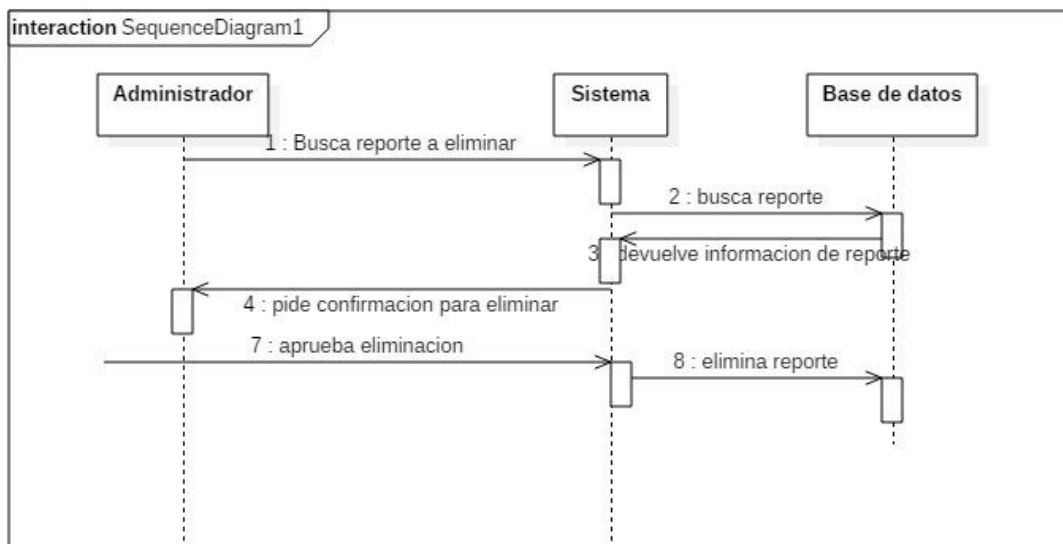 interaction SequenceDiagram1
Administrador
Sistema
Base de datos
1 : Busca reporte a eliminar
2 : busca reporte
3 : devuelve informacion de reporte
4 : pide confirmacion para eliminar
7 : aprueba eliminacion
8 : elimina reporte